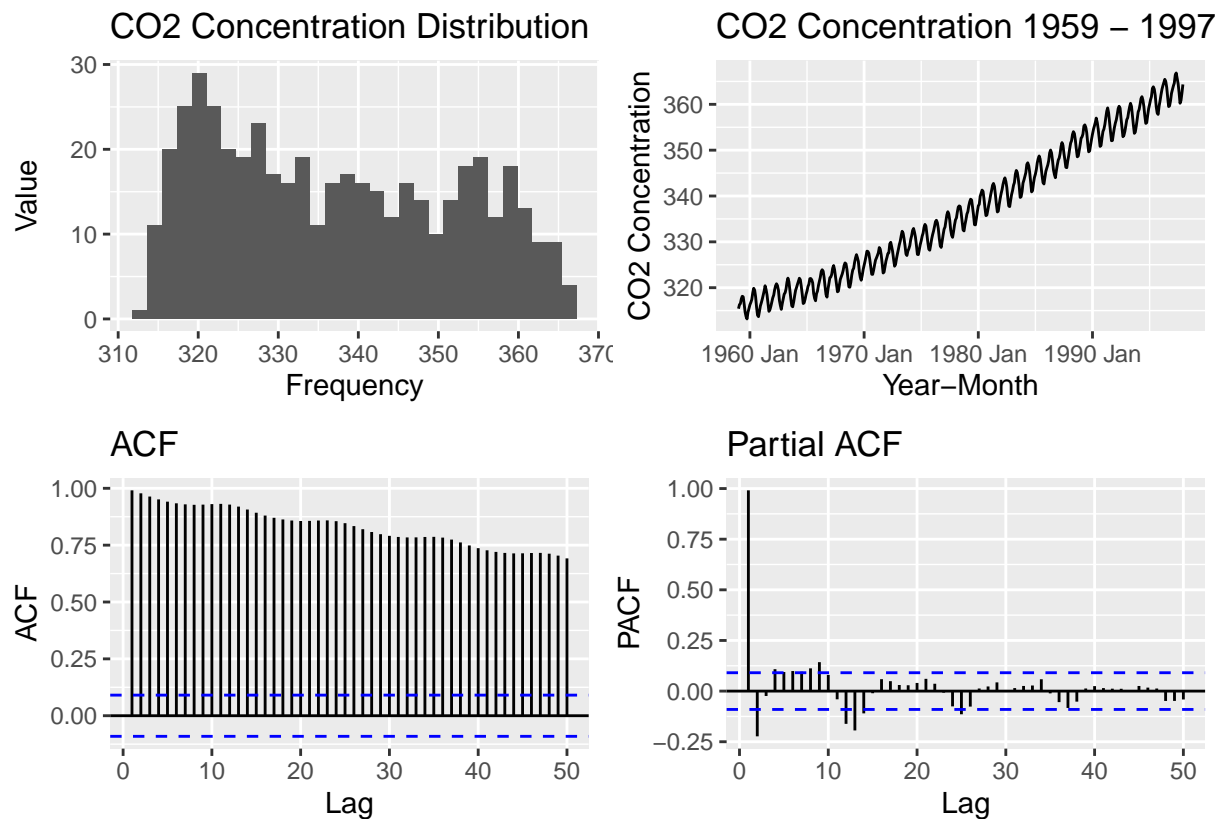 CO2 Concentration Distribution
30
20
10
0
Value
310 320 330 340 350 360 370
Frequency
CO2 Concentration 1959 – 1997
360
350
340
330
320
CO2 Concentration
1960 Jan 1970 Jan 1980 Jan 1990 Jan
Year−Month
ACF
1.00
0.75
0.50
0.25
0.00
ACF
0 10 20 30 40 50
Lag
Partial ACF
1.00
0.75
0.50
0.25
0.00
−0.25
PACF
0 10 20 30 40 50
Lag